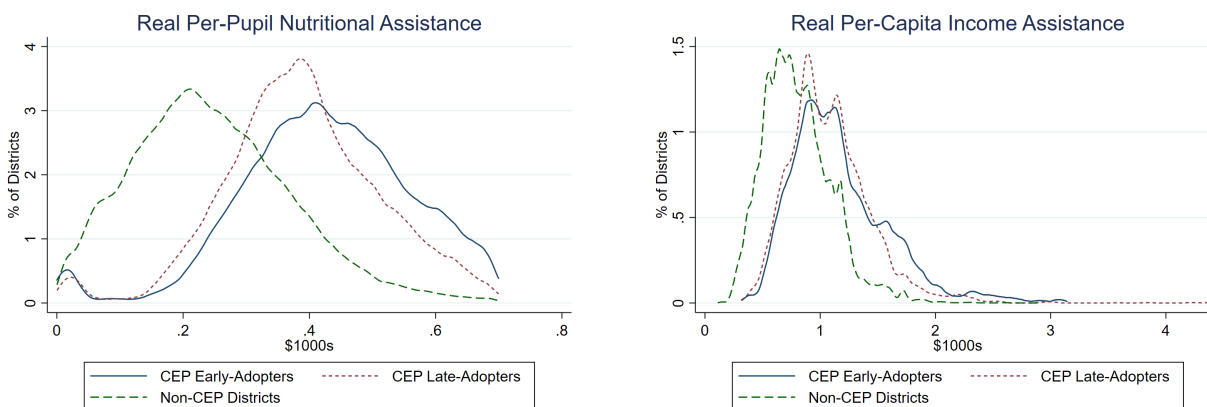 Real Per-Pupil Nutritional Assistance
% of Districts
4
3
2
1
0
0 .2 .4 .6 .8
$1000s
CEP Early-Adopters CEP Late-Adopters
Non-CEP Districts
Real Per-Capita Income Assistance
% of Districts
1.5
1
.5
0
0 1 2 3 4
$1000s
CEP Early-Adopters CEP Late-Adopters
Non-CEP Districts